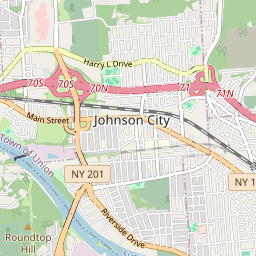 Harry L Drive
70S
70S
70N
71
71N
Main Street
Johnson City
Town of Union
NY 201
NY 1
Riverside Drive
Roundtop
Hill